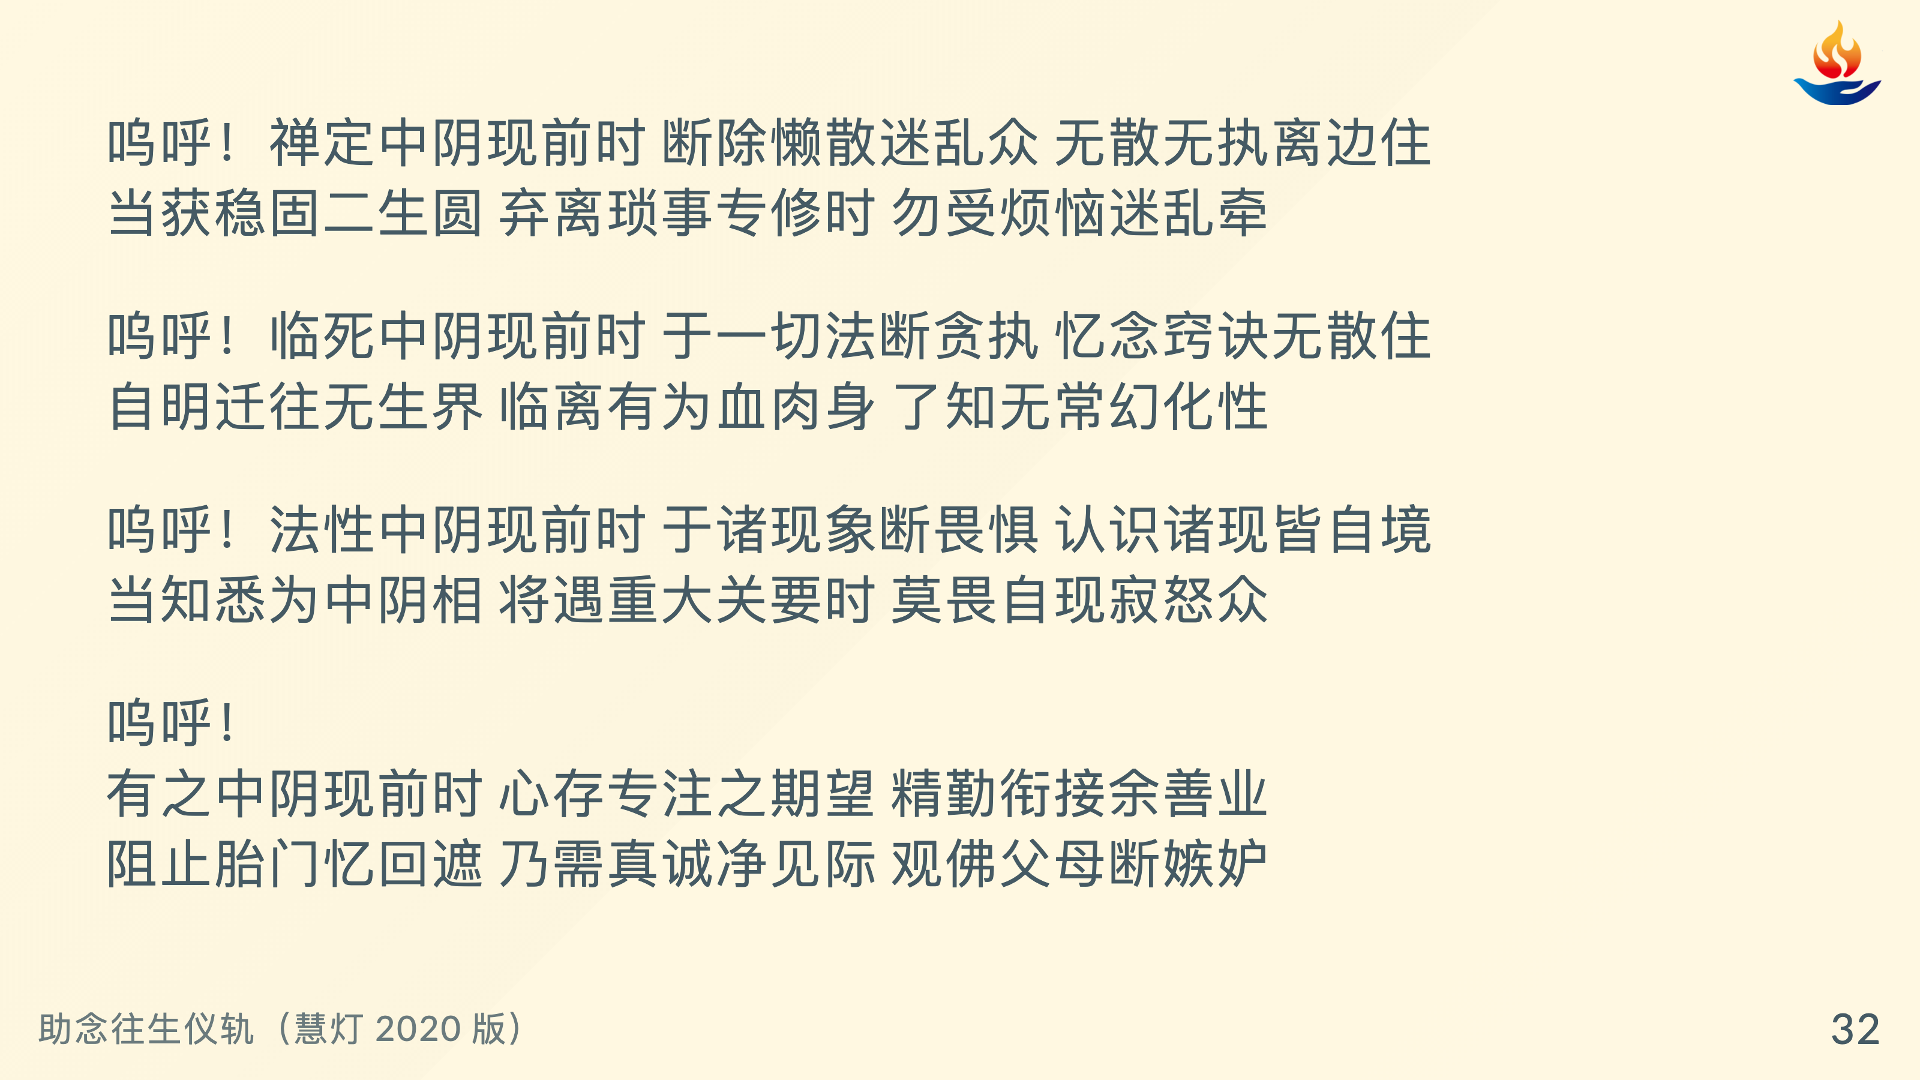 呜呼！禅定中阴现前时 断除懒散迷乱众 无散无执离边住
当获稳固二生圆 弃离琐事专修时 勿受烦恼迷乱牵
呜呼！临死中阴现前时 于一切法断贪执 忆念窍诀无散住
自明迁往无生界 临离有为血肉身 了知无常幻化性
呜呼！法性中阴现前时 于诸现象断畏惧 认识诸现皆自境
当知悉为中阴相 将遇重大关要时 莫畏自现寂怒众
呜呼！
有之中阴现前时 心存专注之期望 精勤衔接余善业
阻止胎门忆回遮 乃需真诚净见际 观佛父母断嫉妒
助念往生仪轨（慧灯 2020 版）
32